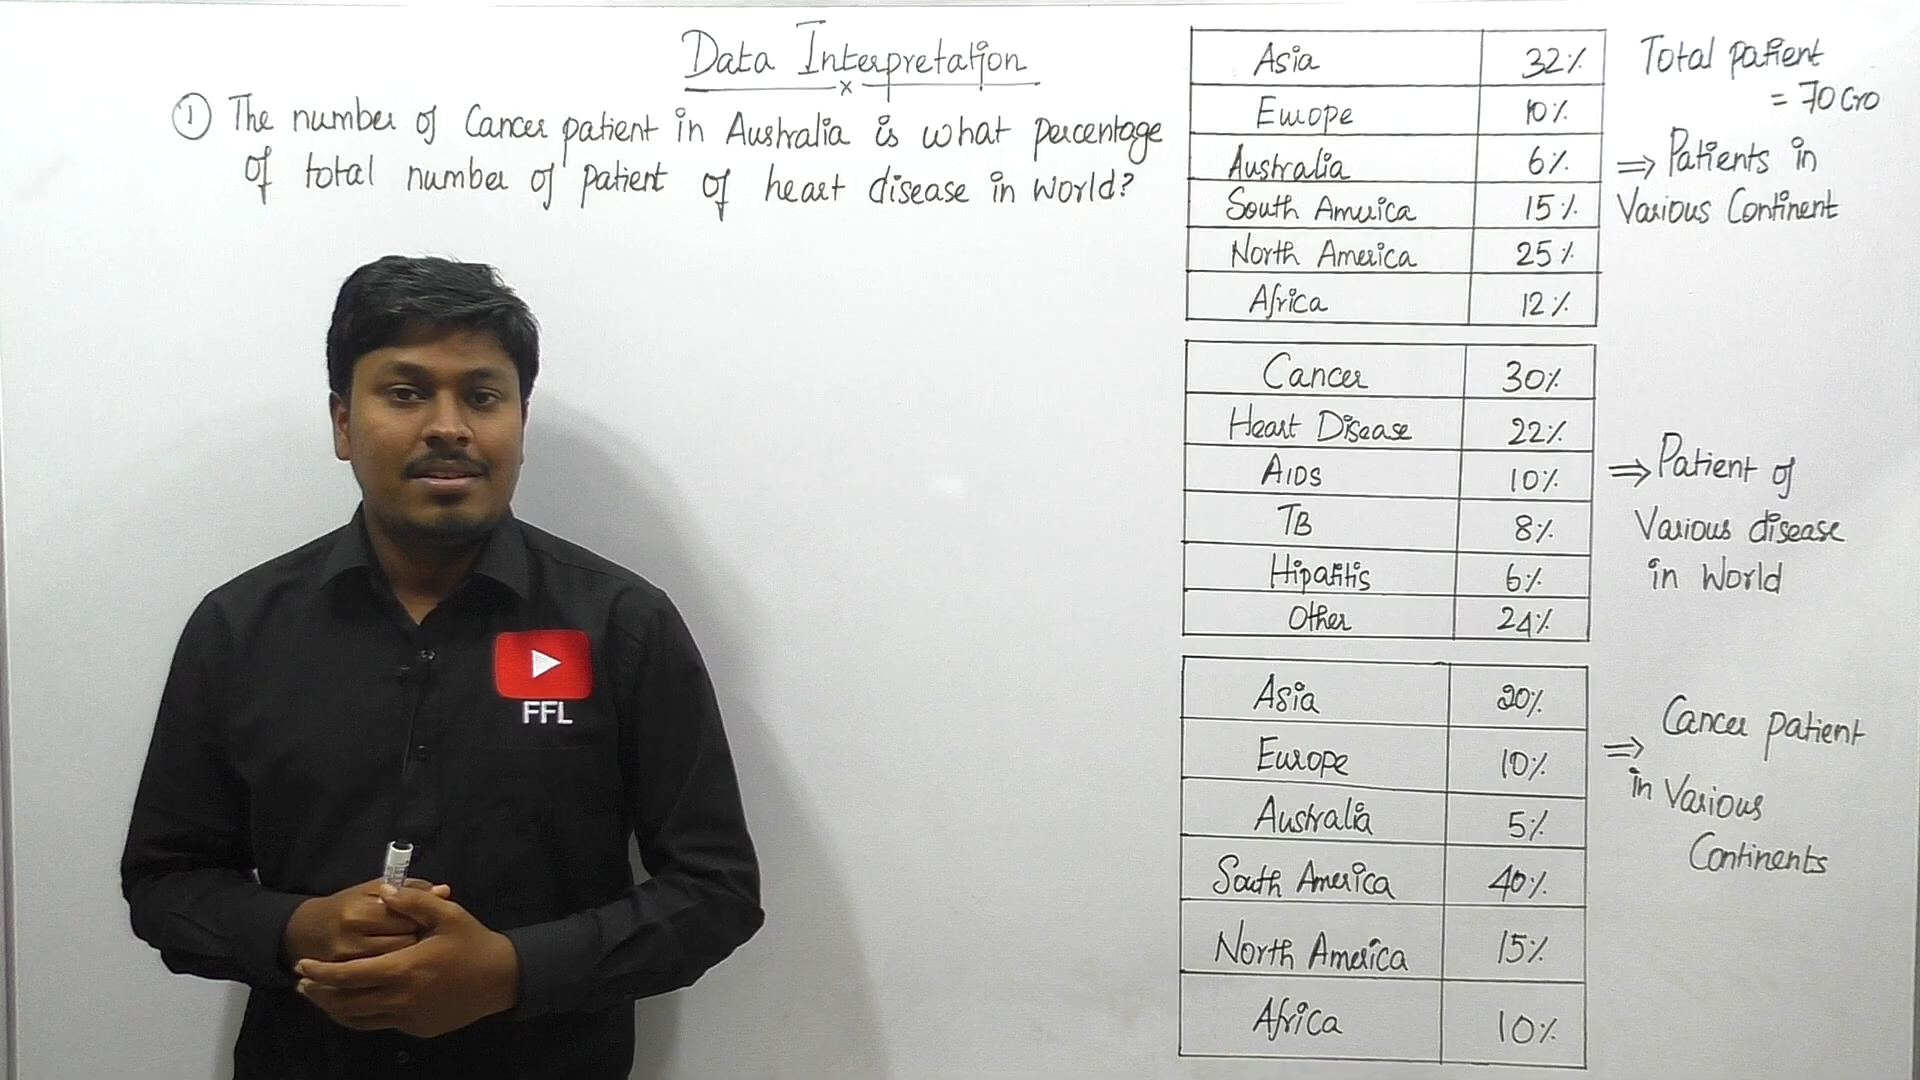 Data Interpretation
x
① The number of Cancer patient in Australia is what percentage
of total number of patient of heart disease in world?
Asia 32%
Europe 10%
Australia 6%
South America 15%
North America 25%
Africa 12%
Total patient
= 70 Cro
⇒ Patients in
Various Continent
Cancer 30%
Heart Disease 22%
AIDS 10%
TB 8%
Hipatitis 6%
Other 24%
⇒ Patient of
Various disease
in World
Asia 20%
Europe 10%
Australia 5%
South America 40%
North America 15%
Africa 10%
⇒ Cancer patient
in Various
Continents
FFL